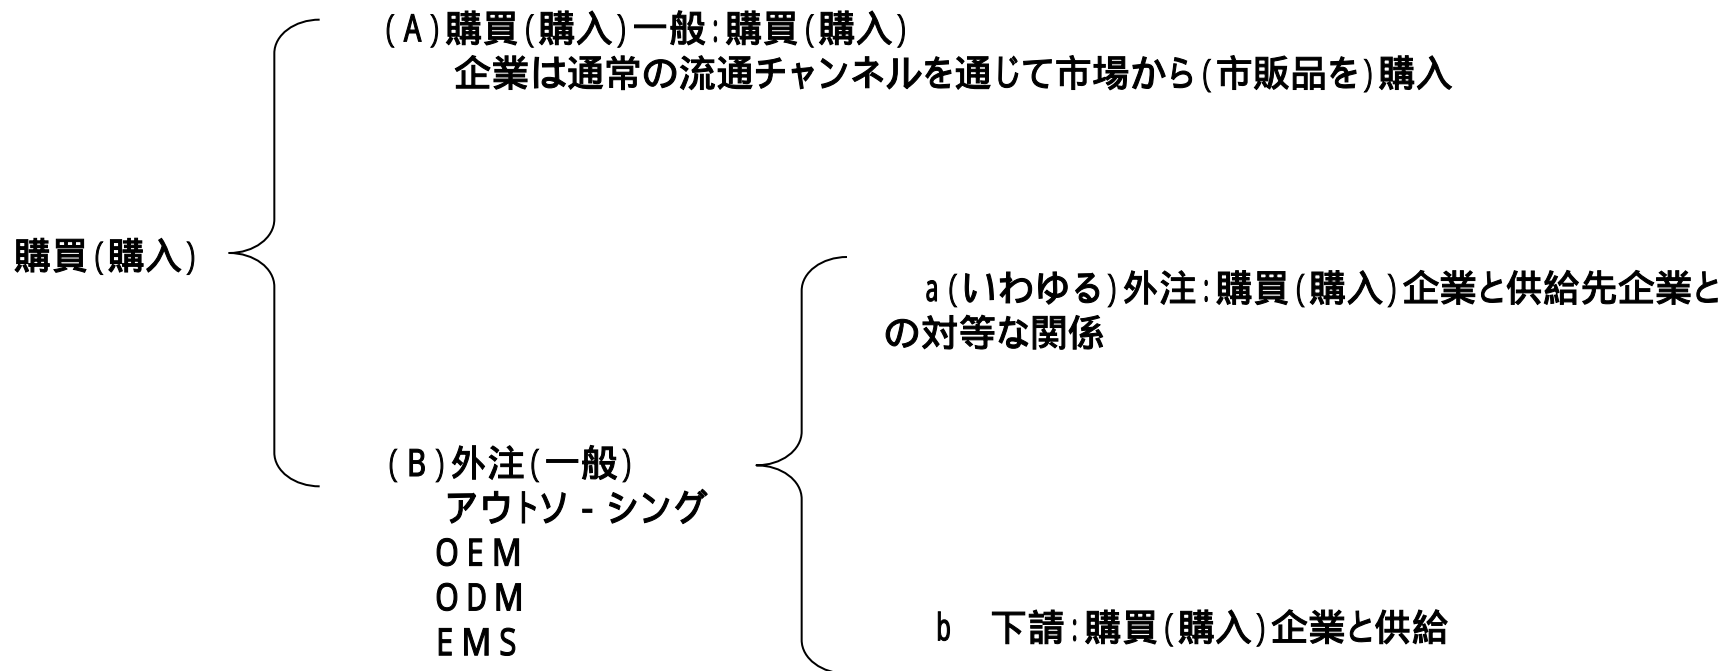 (A)購買(購入)一般:購買(購入)
企業は通常の流通チャンネルを通じて市場から(市販品を)購入
購買(購入)
a(いわゆる)外注:購買(購入)企業と供給先企業と
の対等な関係
(B)外注(一般)
アウトソ-シング
OEM
ODM
EMS
b 下請:購買(購入)企業と供給